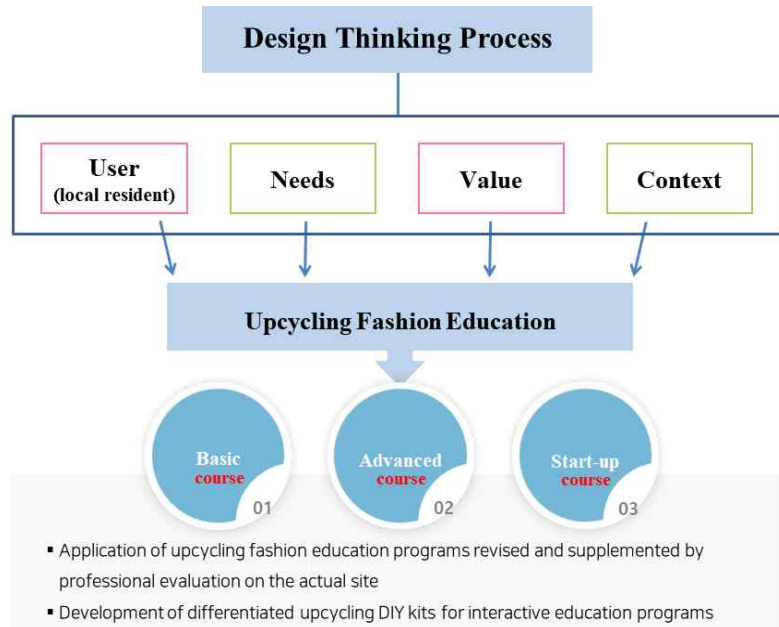 Design Thinking Process
User
(local resident)
Needs
Value
Context
Upcycling Fashion Education
Basic
course
01
Advanced
course
02
Start-up
course
03
▪ Application of upcycling fashion education programs revised and supplemented by
professional evaluation on the actual site
▪ Development of differentiated upcycling DIY kits for interactive education programs